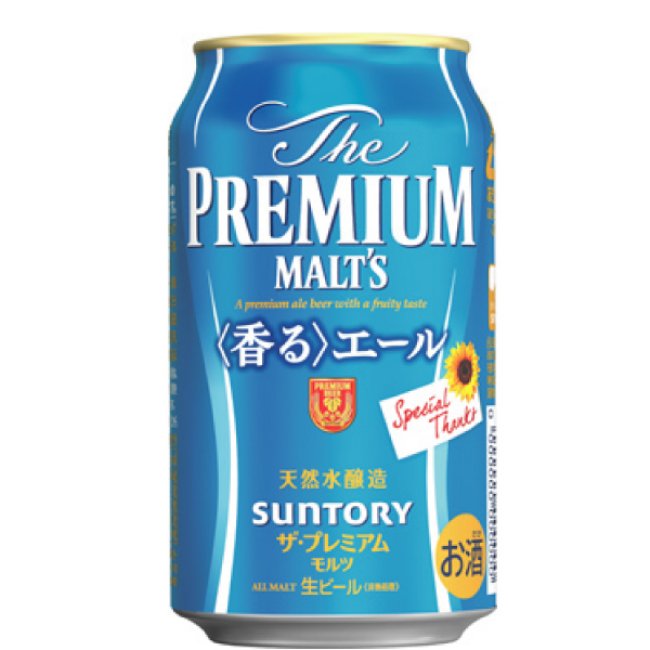 The
PREMIUM
MALT'S
A premium ale beer with a fruity taste
〈香る〉エール
PREMIUM
BEER
Special
Thanks
天然水醸造
SUNTORY
ザ・プレミアム
モルツ
ALL MALT 生ビール
お酒